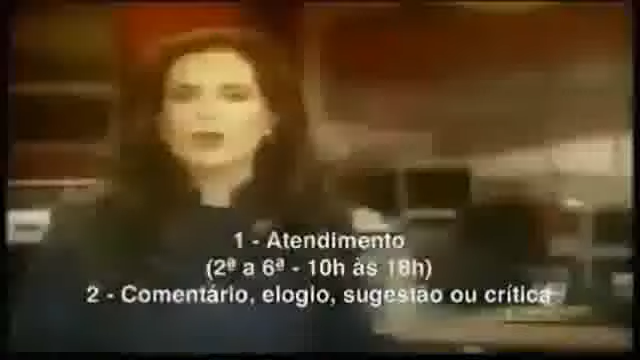 1 - Atendimento
(2ª a 6ª - 10h às 18h)
2 - Comentário, elogio, sugestão ou crítica